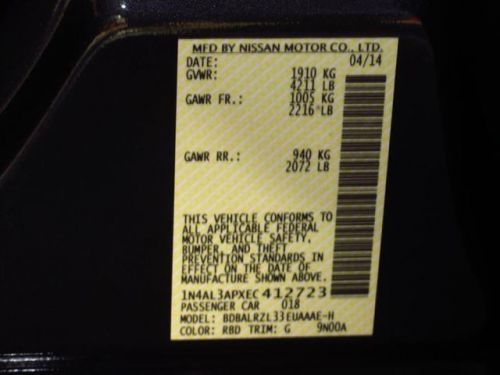 MFD BY NISSAN MOTOR CO., LTD.
DATE: 04/14
GVWR: 1910 KG
4211 LB
GAWR FR.: 1005 KG
2216 LB
GAWR RR.: 940 KG
2072 LB
THIS VEHICLE CONFORMS TO
ALL APPLICABLE FEDERAL
MOTOR VEHICLE SAFETY,
BUMPER, AND THEFT
PREVENTION STANDARDS IN
EFFECT ON THE DATE OF
MANUFACTURE SHOWN ABOVE.
1N4AL3APXEC412723
PASSENGER CAR 018
MODEL: BDBALRZL33EUAAAE-H
COLOR: RBD TRIM: G 9N00A